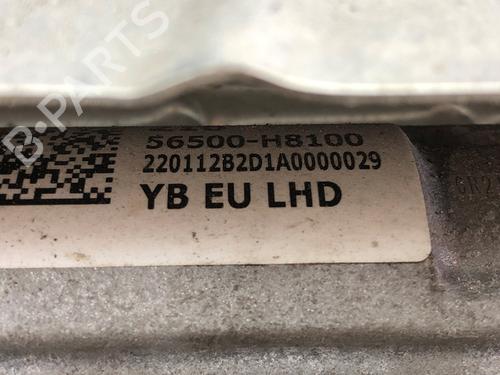 B-PARTS
56500-H8100
220112B2D1A0000029
YB EU LHD